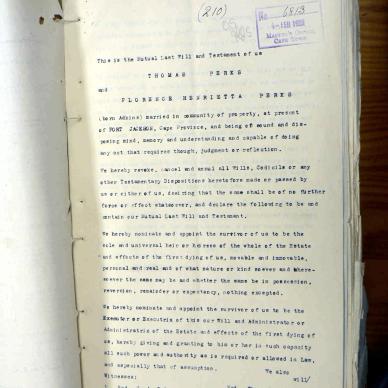 (210)
No 6813
MASTER'S OFFICE
CAPE TOWN
This is the Mutual Last Will and Testament of us
THOMAS PERKS
and
FLORENCE HENRIETTA PERKS
(born Adkins) married in community of property, at present
of FORT JACKSON, Cape Province, and being of sound and dis-
posing mind, memory and understanding and capable of doing
any act that requires though, judgment or reflection.
We hereby revoke, cancel and annul all Wills, Codicils or any
other Testamentary Dispositions heretofore made or passed by
us or either of us, desiring that the same shall be of no further
force or effect whatsoever, and declare the following to be and
contain our Mutual Last Will and Testament.
We hereby nominate and appoint the survivor of us to be the
sole and universal heir or heiress of the whole of the Estate
and effects of the first dying of us, movable and immovable,
personal and real and of what nature or kind soever and where-
soever the same may be and whether the same be in possession,
reversion, remainder or expectancy, nothing excepted.
We hereby nominate and appoint the survivor of us to be the
Executor or Executrix of this our Will and Administrator or
Administratrix of the Estate and effects of the first dying of
us, hereby giving and granting to his or her in such capacity
all such power and authority as is required or allowed in Law,
and especially that of assumption. We also
will/
Witnesses: